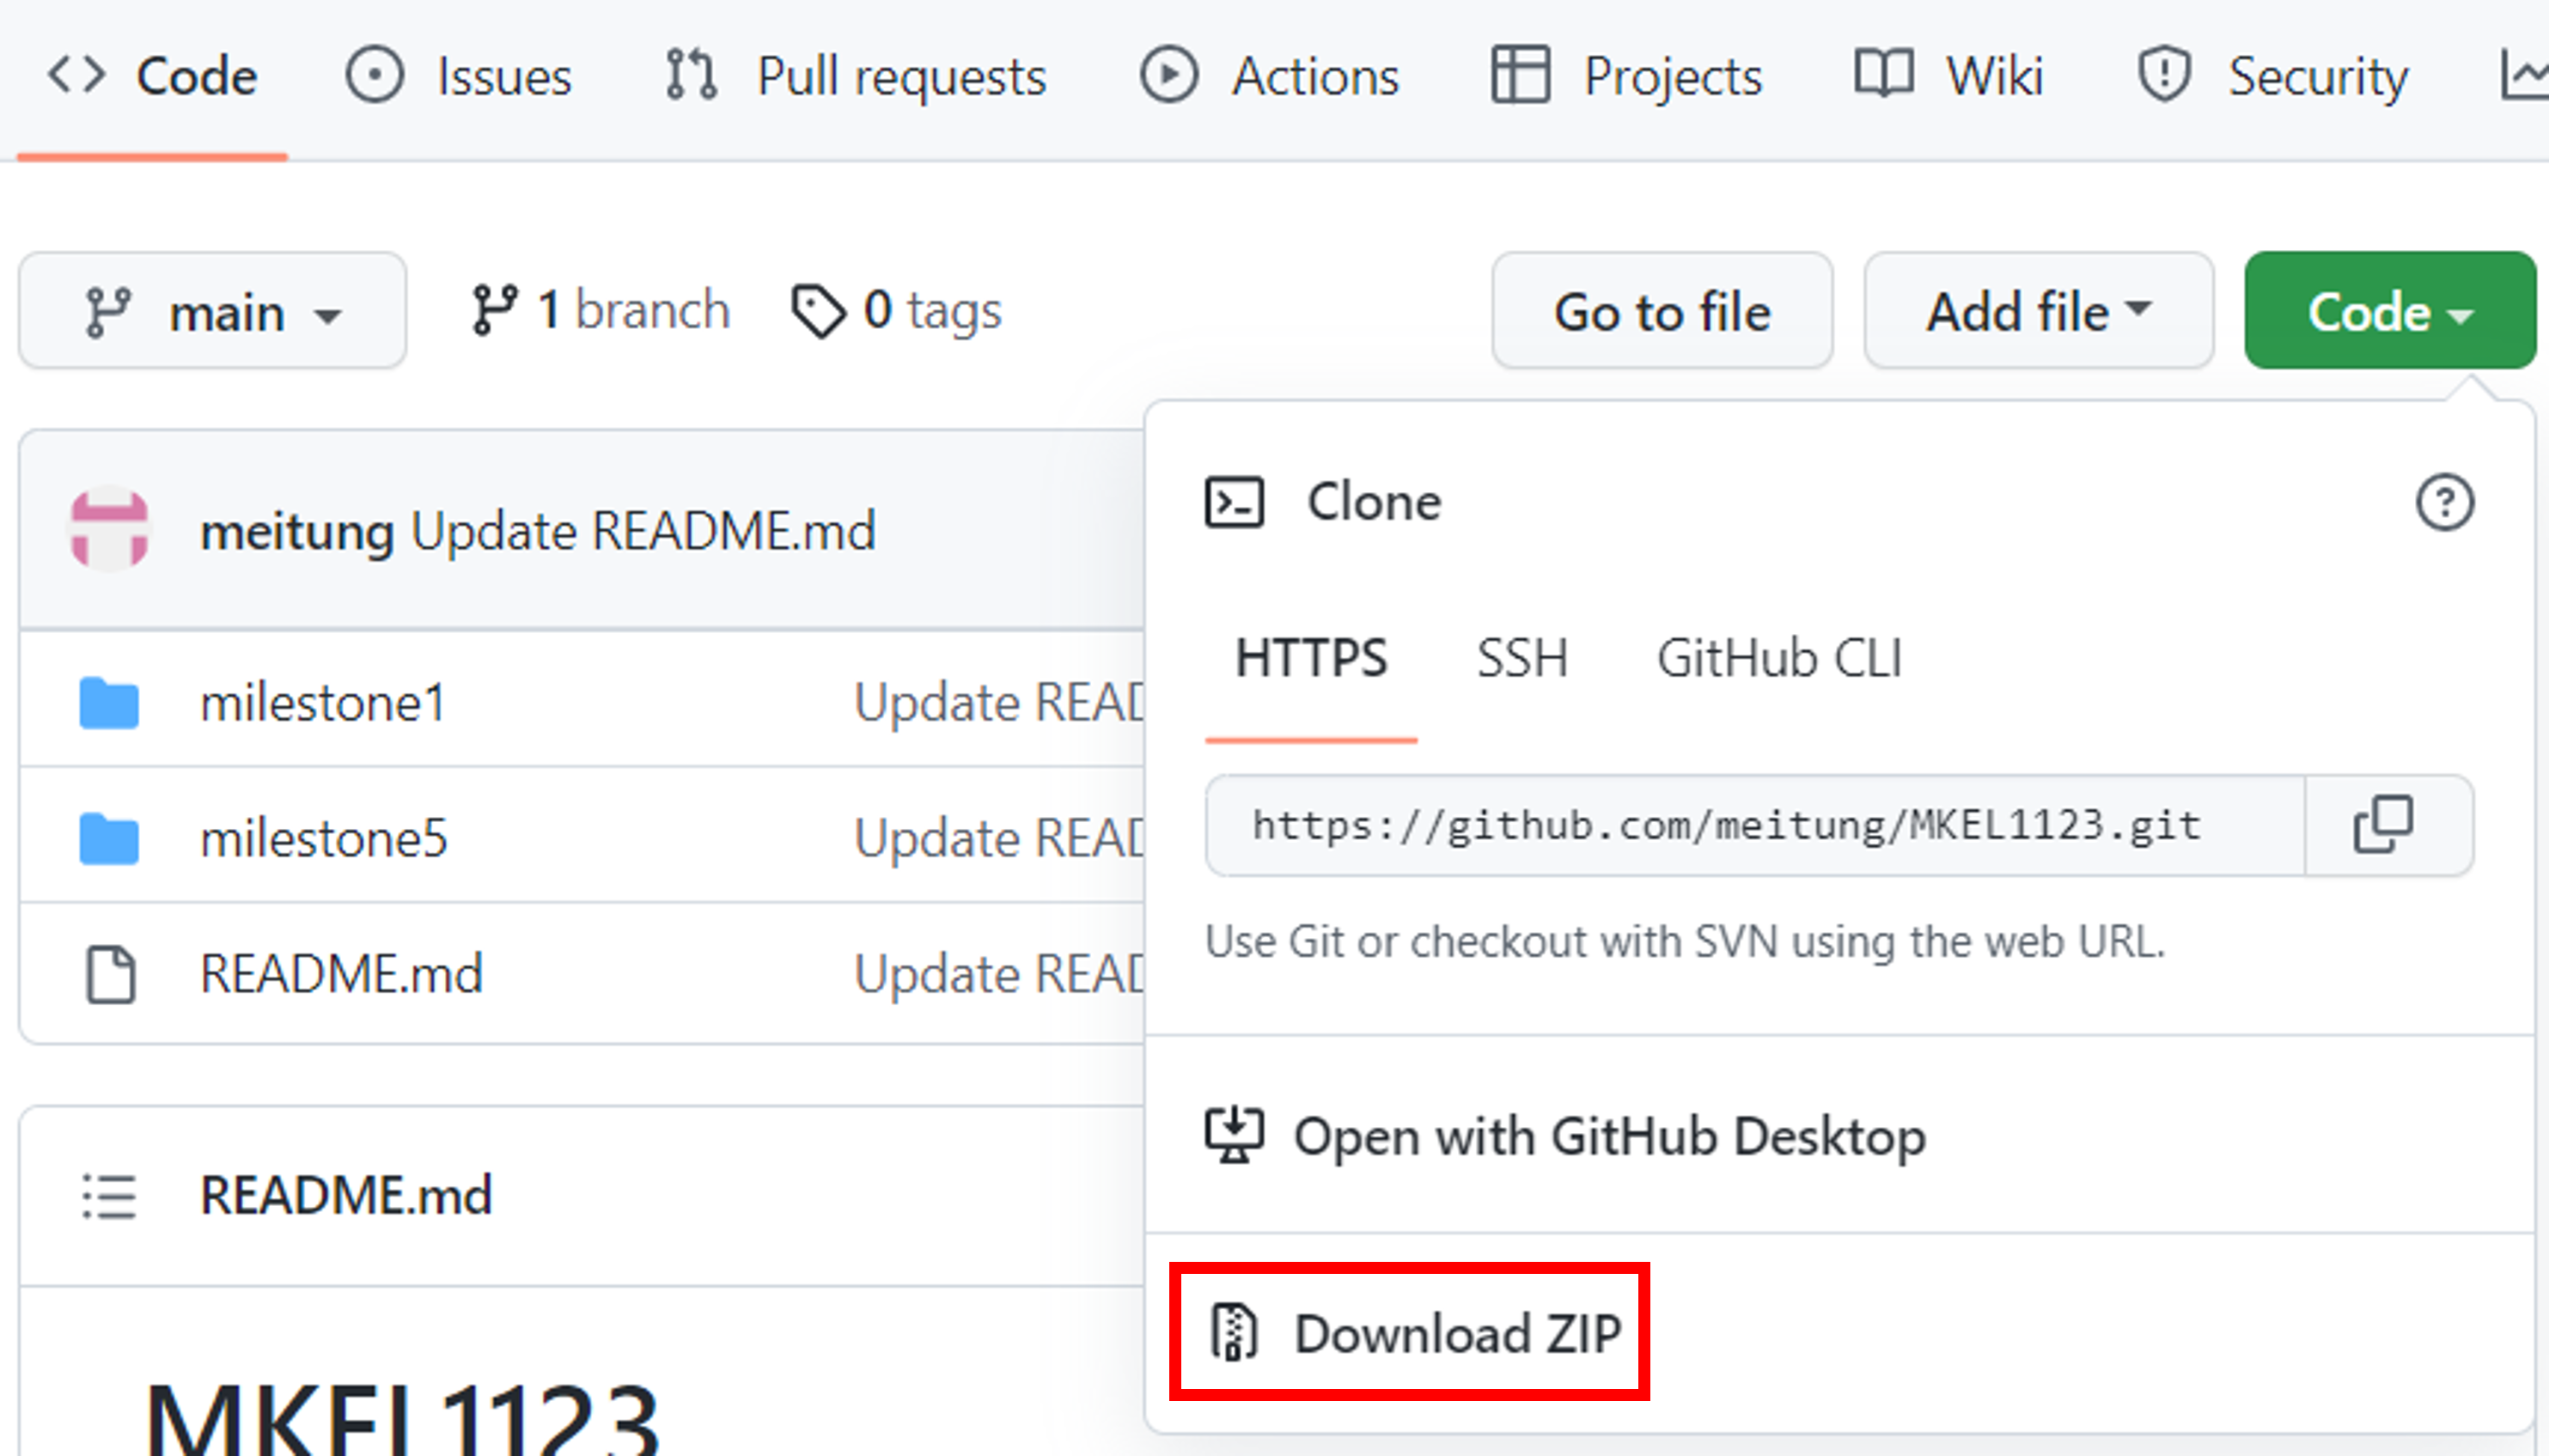 Code Issues Pull requests Actions Projects Wiki Security
main 1 branch 0 tags Go to file Add file Code
meitung Update README.md
milestone1 Update READ
milestone5 Update READ
README.md Update READ
README.md
MKEL1123
Clone
HTTPS SSH GitHub CLI
https://github.com/meitung/MKEL1123.git
Use Git or checkout with SVN using the web URL.
Open with GitHub Desktop
Download ZIP